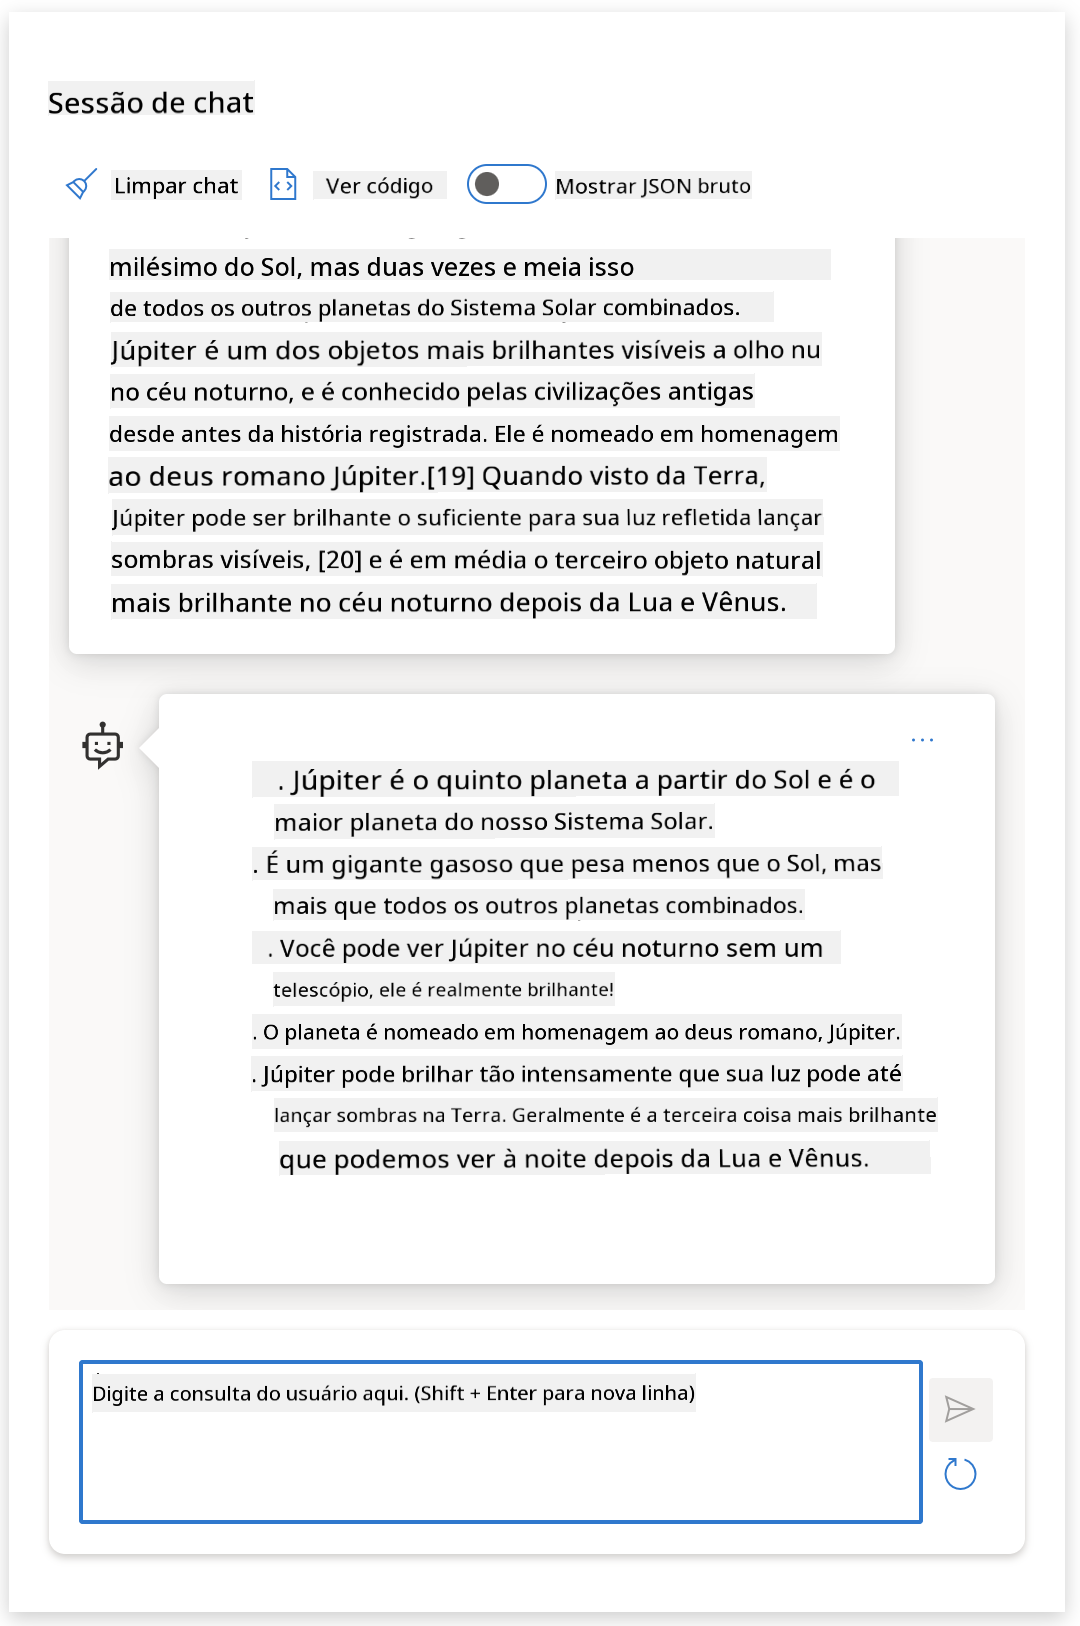 Sessão de chat
Limpar chat
Ver código
Mostrar JSON bruto
milésimo do Sol, mas duas vezes e meia isso
de todos os outros planetas do Sistema Solar combinados.
Júpiter é um dos objetos mais brilhantes visíveis a olho nu
no céu noturno, e é conhecido pelas civilizações antigas
desde antes da história registrada. Ele é nomeado em homenagem
ao deus romano Júpiter.[19] Quando visto da Terra,
Júpiter pode ser brilhante o suficiente para sua luz refletida lançar
sombras visíveis, [20] e é em média o terceiro objeto natural
mais brilhante no céu noturno depois da Lua e Vênus.
. Júpiter é o quinto planeta a partir do Sol e é o
maior planeta do nosso Sistema Solar.
. É um gigante gasoso que pesa menos que o Sol, mas
mais que todos os outros planetas combinados.
. Você pode ver Júpiter no céu noturno sem um
telescópio, ele é realmente brilhante!
. O planeta é nomeado em homenagem ao deus romano, Júpiter.
. Júpiter pode brilhar tão intensamente que sua luz pode até
lançar sombras na Terra. Geralmente é a terceira coisa mais brilhante
que podemos ver à noite depois da Lua e Vênus.
Digite a consulta do usuário aqui. (Shift + Enter para nova linha)